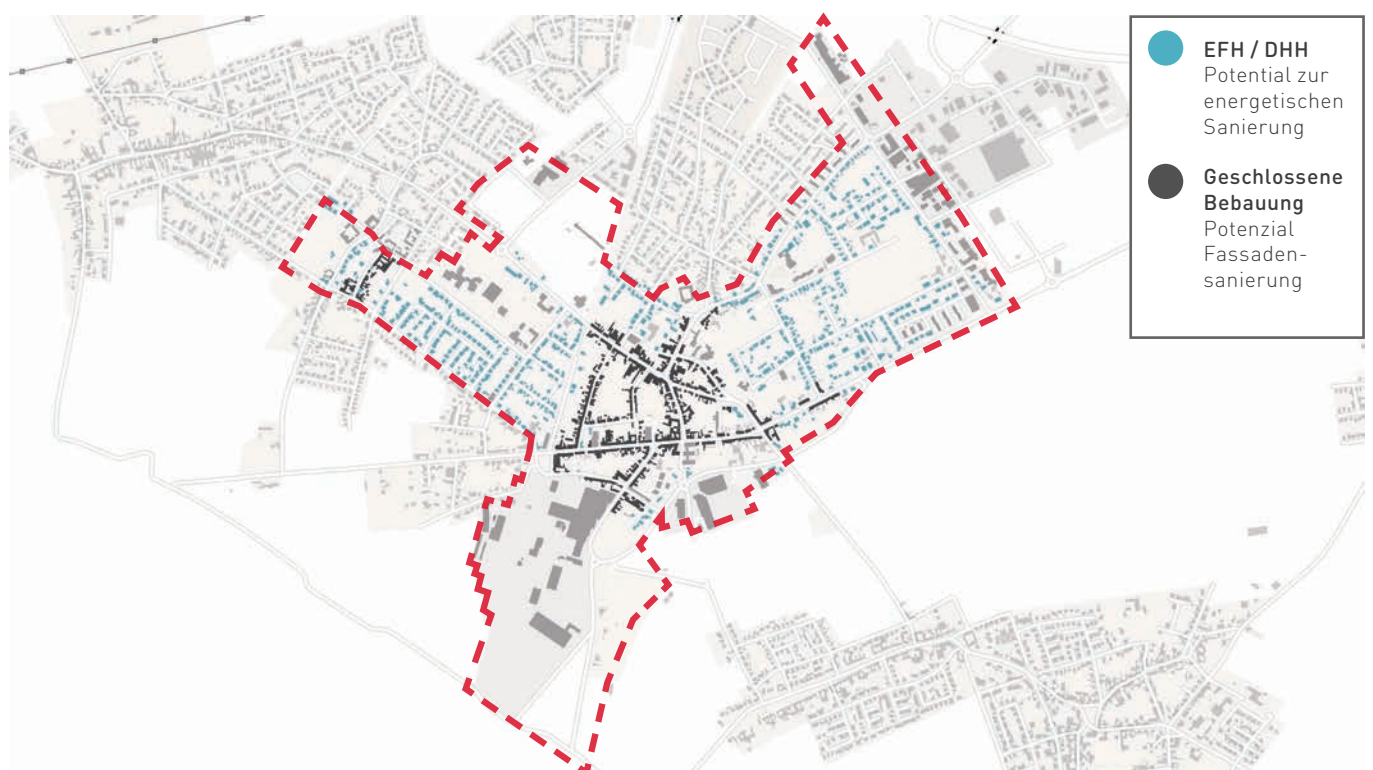 EFH / DHH
Potential zur
energetischen
Sanierung
Geschlossene
Bebauung
Potenzial
Fassaden-
sanierung